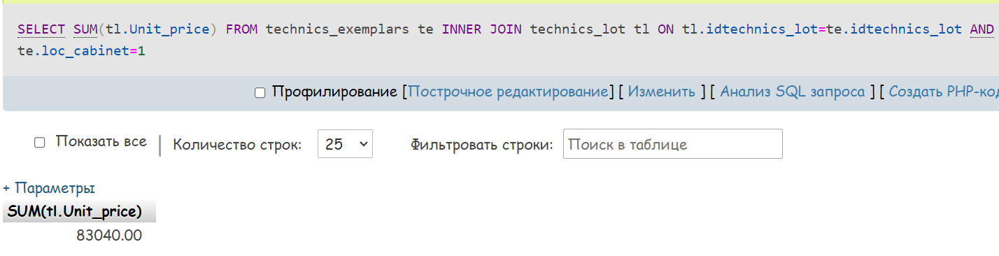 SELECT SUM(tl.Unit_price) FROM technics_exemplars te INNER JOIN technics_lot tl ON tl.idtechnics_lot=te.idtechnics_lot AND
te.loc_cabinet=1
Профилирование [Построчное редактирование] [ Изменить ] [ Анализ SQL запроса ] [ Создать PHP-код
Показать все Количество строк: 25 Фильтровать строки: Поиск в таблице
+ Параметры
SUM(tl.Unit_price)
83040.00